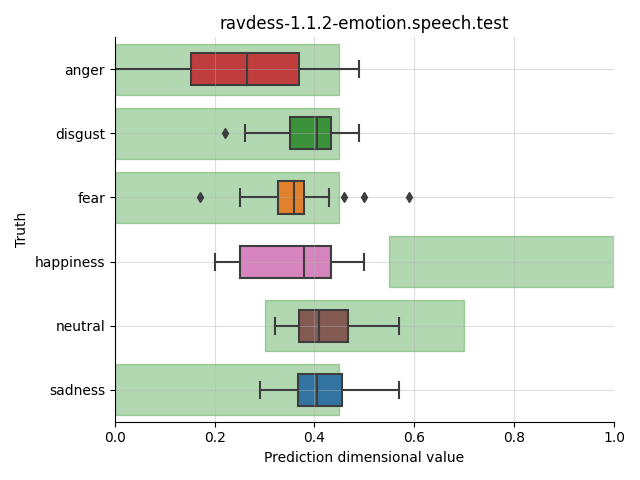 ravdess-1.1.2-emotion.speech.test
anger
disgust
fear
happiness
neutral
sadness
Truth
0.0 0.2 0.4 0.6 0.8 1.0
Prediction dimensional value